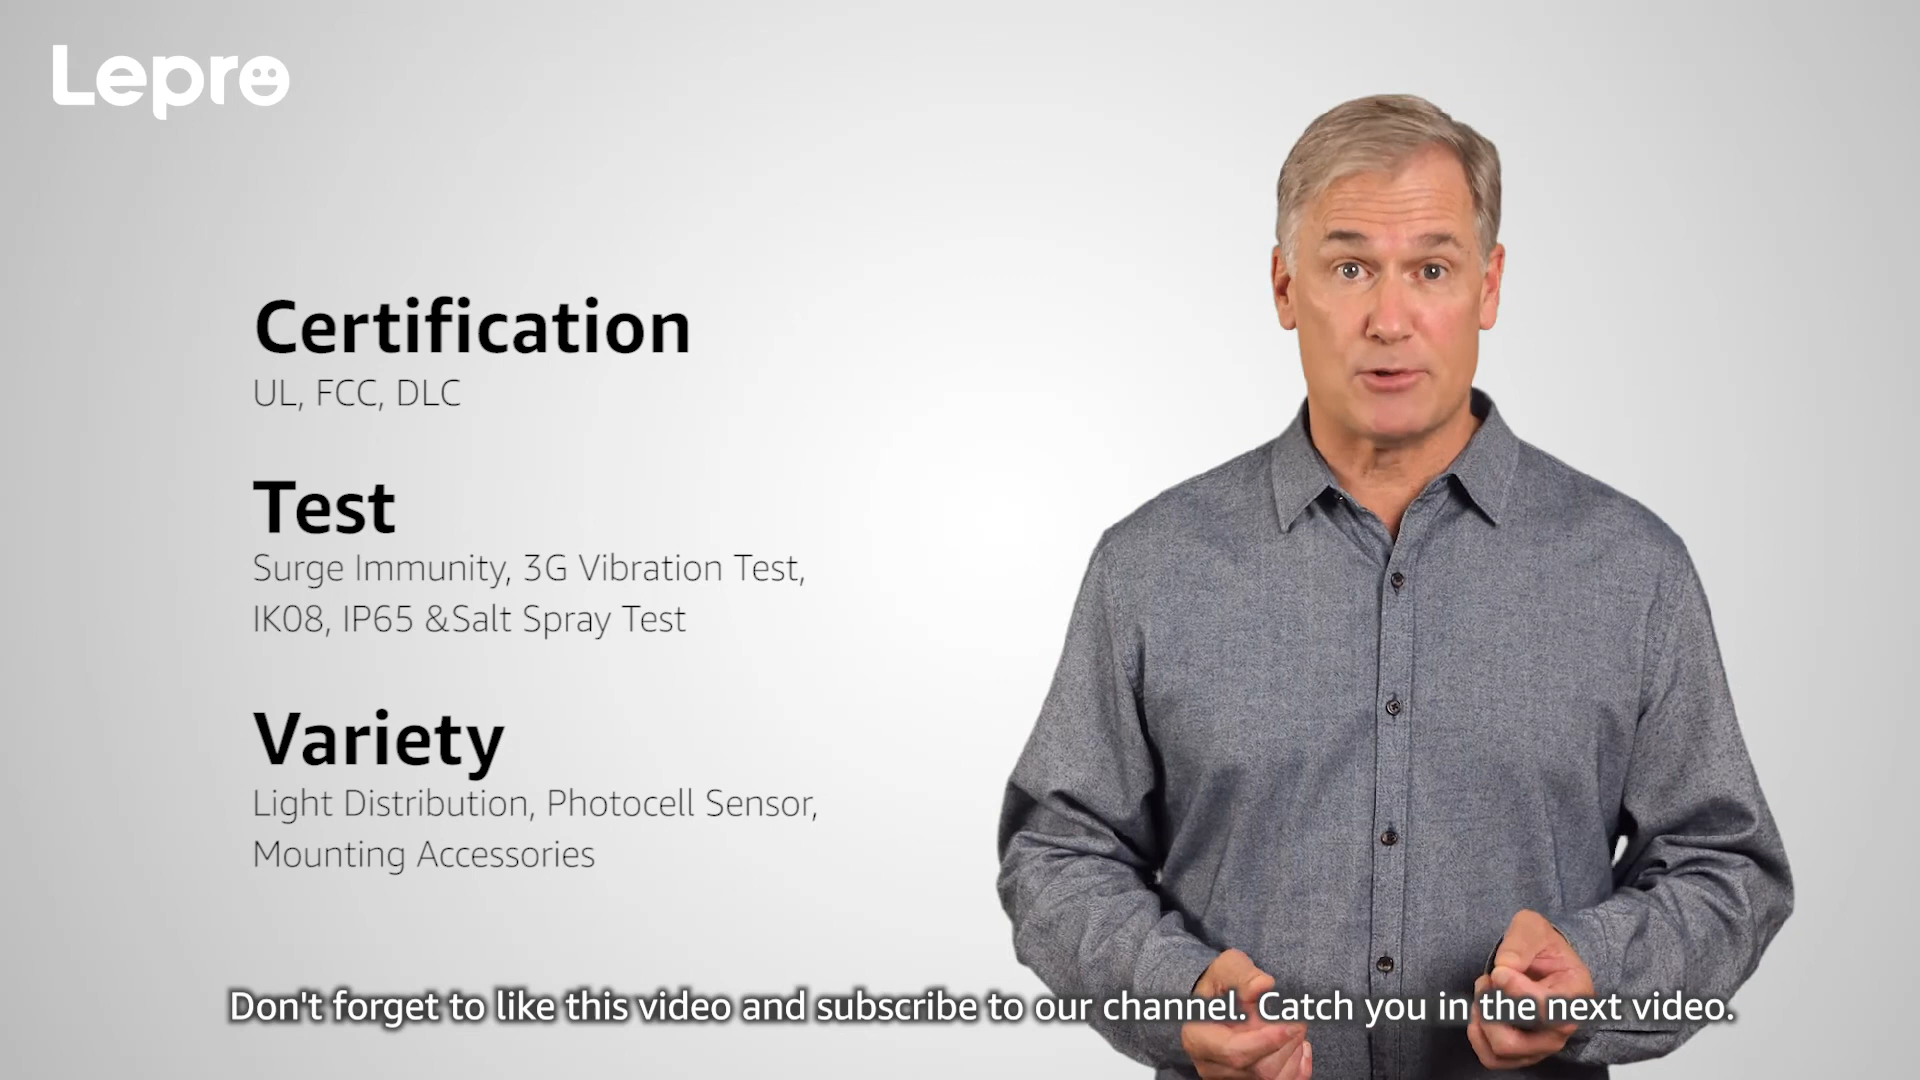 Lepro
Certification
UL, FCC, DLC
Test
Surge Immunity, 3G Vibration Test,
IK08, IP65 &Salt Spray Test
Variety
Light Distribution, Photocell Sensor,
Mounting Accessories
Don't forget to like this video and subscribe to our channel. Catch you in the next video.